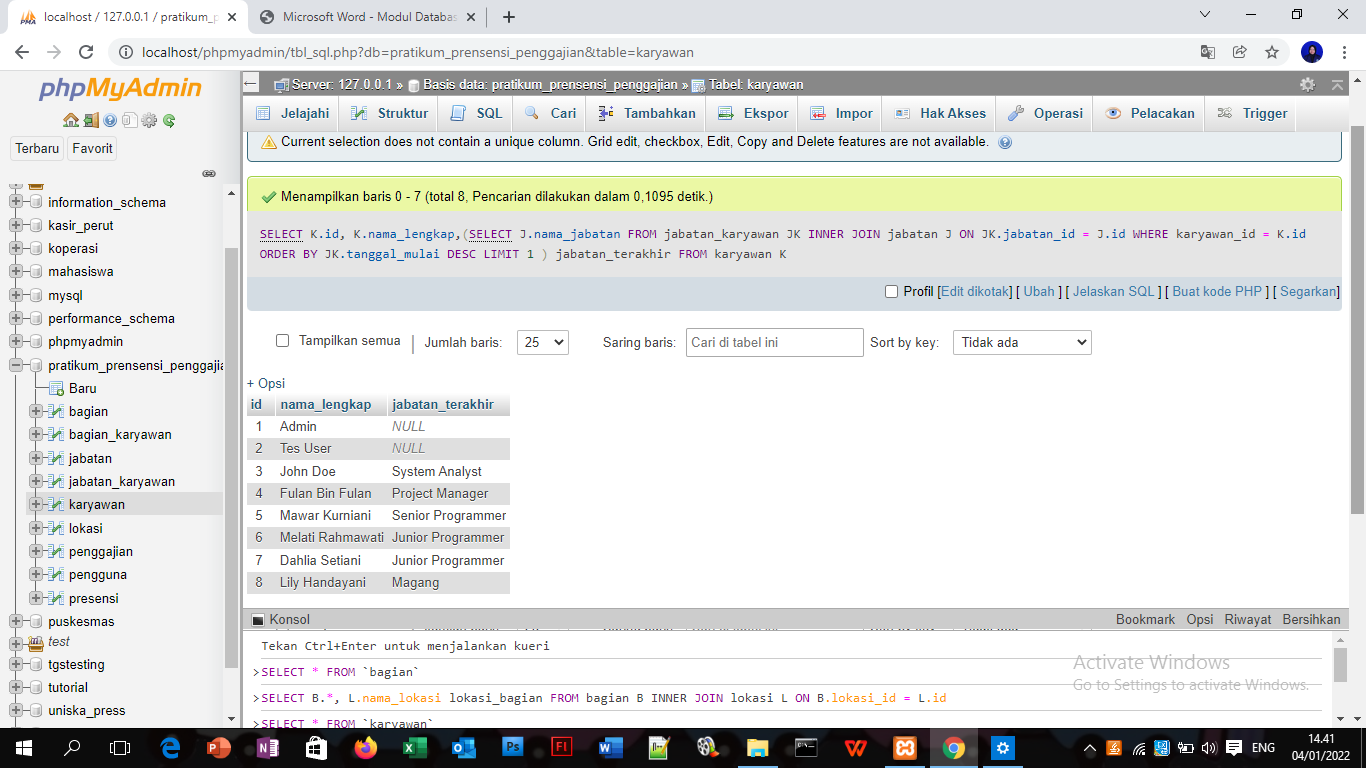 localhost / 127.0.0.1 / pratikum_p
Microsoft Word - Modul Databas
localhost/phpmyadmin/tbl_sql.php?db=pratikum_prensensi_penggajian&table=karyawan
phpMyAdmin
Terbaru Favorit
information_schema
kasir_perut
koperasi
mahasiswa
mysql
performance_schema
phpmyadmin
pratikum_prensensi_penggajia
Baru
bagian
bagian_karyawan
jabatan
jabatan_karyawan
karyawan
lokasi
penggajian
pengguna
presensi
puskesmas
test
tgstesting
tutorial
uniska_press
Server: 127.0.0.1 » Basis data: pratikum_prensensi_penggajian » Tabel: karyawan
Jelajahi Struktur SQL Cari Tambahkan Ekspor Impor Hak Akses Operasi Pelacakan Trigger
Current selection does not contain a unique column. Grid edit, checkbox, Edit, Copy and Delete features are not available.
Menampilkan baris 0 - 7 (total 8, Pencarian dilakukan dalam 0,1095 detik.)
SELECT K.id, K.nama_lengkap,(SELECT J.nama_jabatan FROM jabatan_karyawan JK INNER JOIN jabatan J ON JK.jabatan_id = J.id WHERE karyawan_id = K.id
ORDER BY JK.tanggal_mulai DESC LIMIT 1 ) jabatan_terakhir FROM karyawan K
Profil [Edit dikotak] [ Ubah ] [ Jelaskan SQL ] [ Buat kode PHP ] [ Segarkan]
Tampilkan semua | Jumlah baris: 25 Saring baris: Cari di tabel ini Sort by key: Tidak ada
+ Opsi
id nama_lengkap jabatan_terakhir
1 Admin NULL
2 Tes User NULL
3 John Doe System Analyst
4 Fulan Bin Fulan Project Manager
5 Mawar Kurniani Senior Programmer
6 Melati Rahmawati Junior Programmer
7 Dahlia Setiani Junior Programmer
8 Lily Handayani Magang
Konsol Bookmark Opsi Riwayat Bersihkan
Tekan Ctrl+Enter untuk menjalankan kueri
>SELECT * FROM `bagian`
>SELECT B.*, L.nama_lokasi lokasi_bagian FROM bagian B INNER JOIN lokasi L ON B.lokasi_id = L.id
>SELECT * FROM `karyawan`
Activate Windows
Go to Settings to activate Windows.
ENG
14.41
04/01/2022